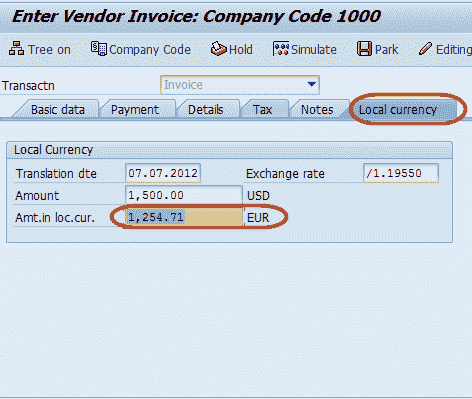 Enter Vendor Invoice: Company Code 1000
Tree on Company Code Hold Simulate Park Editing
Transactn Invoice
Basic data Payment Details Tax Notes Local currency
Local Currency
Translation dte 07.07.2012 Exchange rate /1.19550
Amount 1,500.00 USD
Amt.in loc.cur. 1,254.71 EUR